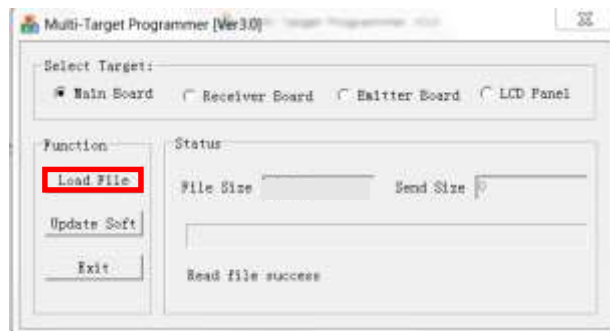 Multi-Target Programmer [Ver3.0]
Select Target:
Main Board Receiver Board Emitter Board LCD Panel
Function Status
Load File File Size Send Size 0
Update Soft
Exit Read file success